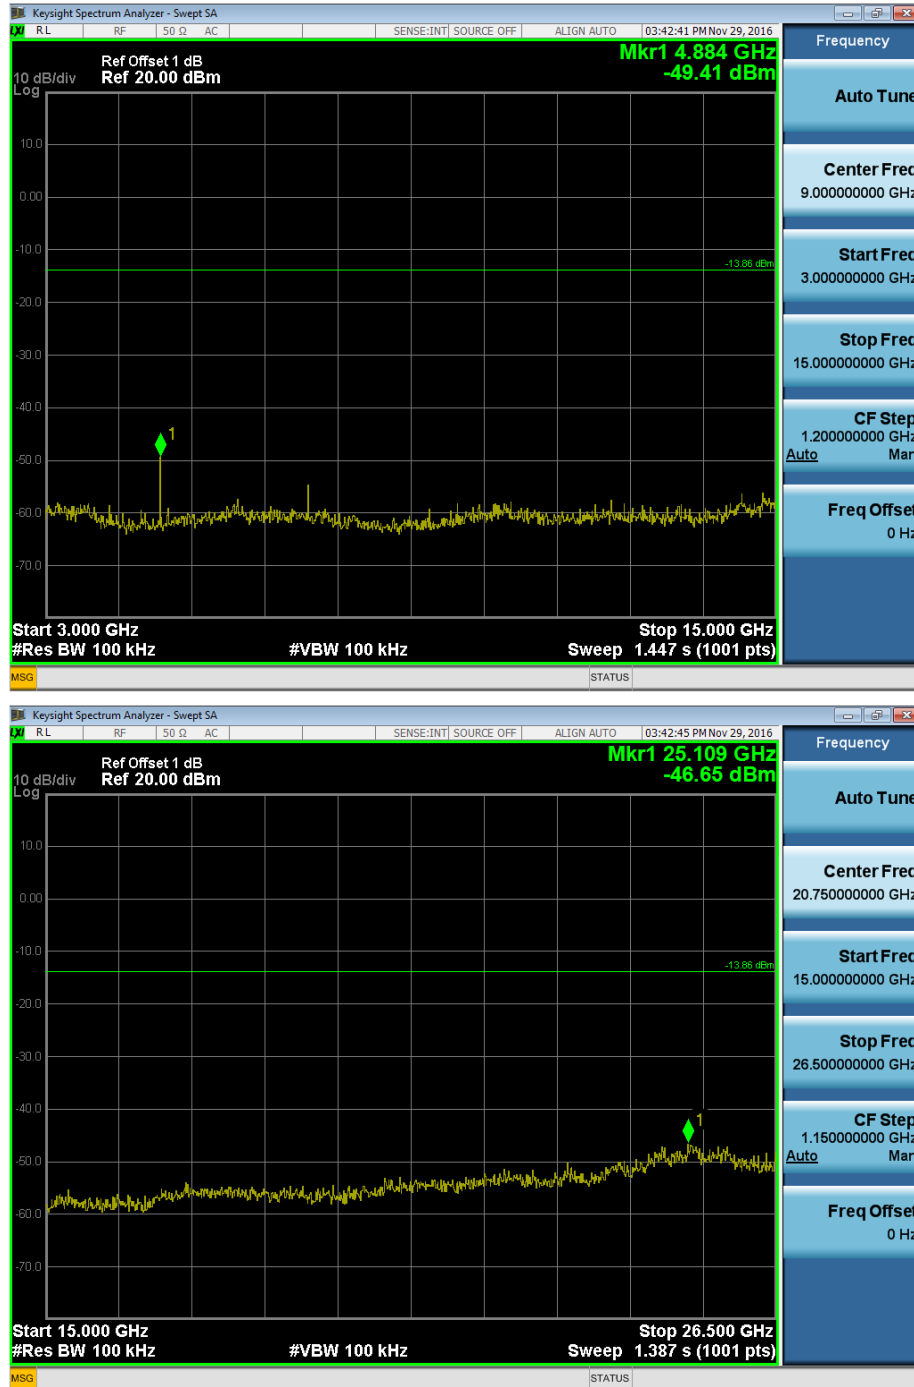 Keysight Spectrum Analyzer - Swept SA
LXI RL RF 50 Ω AC SENSE:INT SOURCE OFF ALIGN AUTO 03:42:41 PM Nov 29, 2016
Mkr1 4.884 GHz
-49.41 dBm
Ref Offset 1 dB
10 dB/div Ref 20.00 dBm
Log
10.0
0.00
-10.0
-13.86 dBm
-20.0
-30.0
-40.0
1
-50.0
-60.0
-70.0
Start 3.000 GHz Stop 15.000 GHz
#Res BW 100 kHz #VBW 100 kHz Sweep 1.447 s (1001 pts)
MSG STATUS
Frequency
Auto Tune
Center Freq
9.000000000 GHz
Start Freq
3.000000000 GHz
Stop Freq
15.000000000 GHz
CF Step
1.200000000 GHz
Auto Man
Freq Offset
0 Hz
Keysight Spectrum Analyzer - Swept SA
LXI RL RF 50 Ω AC SENSE:INT SOURCE OFF ALIGN AUTO 03:42:45 PM Nov 29, 2016
Mkr1 25.109 GHz
-46.65 dBm
Ref Offset 1 dB
10 dB/div Ref 20.00 dBm
Log
10.0
0.00
-10.0
-13.86 dBm
-20.0
-30.0
-40.0
1
-50.0
-60.0
-70.0
Start 15.000 GHz Stop 26.500 GHz
#Res BW 100 kHz #VBW 100 kHz Sweep 1.387 s (1001 pts)
MSG STATUS
Frequency
Auto Tune
Center Freq
20.750000000 GHz
Start Freq
15.000000000 GHz
Stop Freq
26.500000000 GHz
CF Step
1.150000000 GHz
Auto Man
Freq Offset
0 Hz